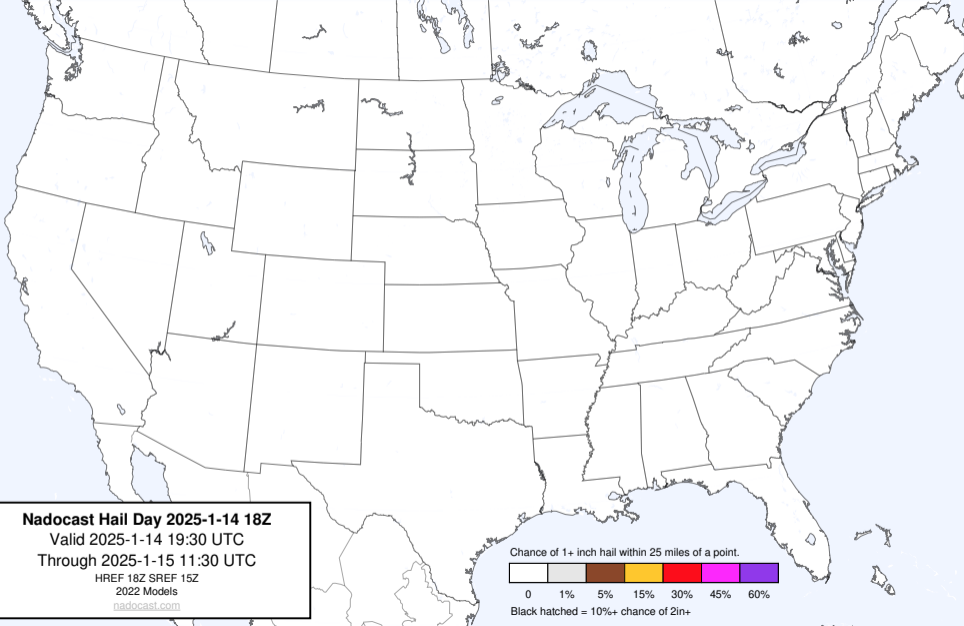 Nadocast Hail Day 2025-1-14 18Z
Valid 2025-1-14 19:30 UTC
Through 2025-1-15 11:30 UTC
HREF 18Z SREF 15Z
2022 Models
nadocast.com
Chance of 1+ inch hail within 25 miles of a point.
0 1% 5% 15% 30% 45% 60%
Black hatched = 10%+ chance of 2in+